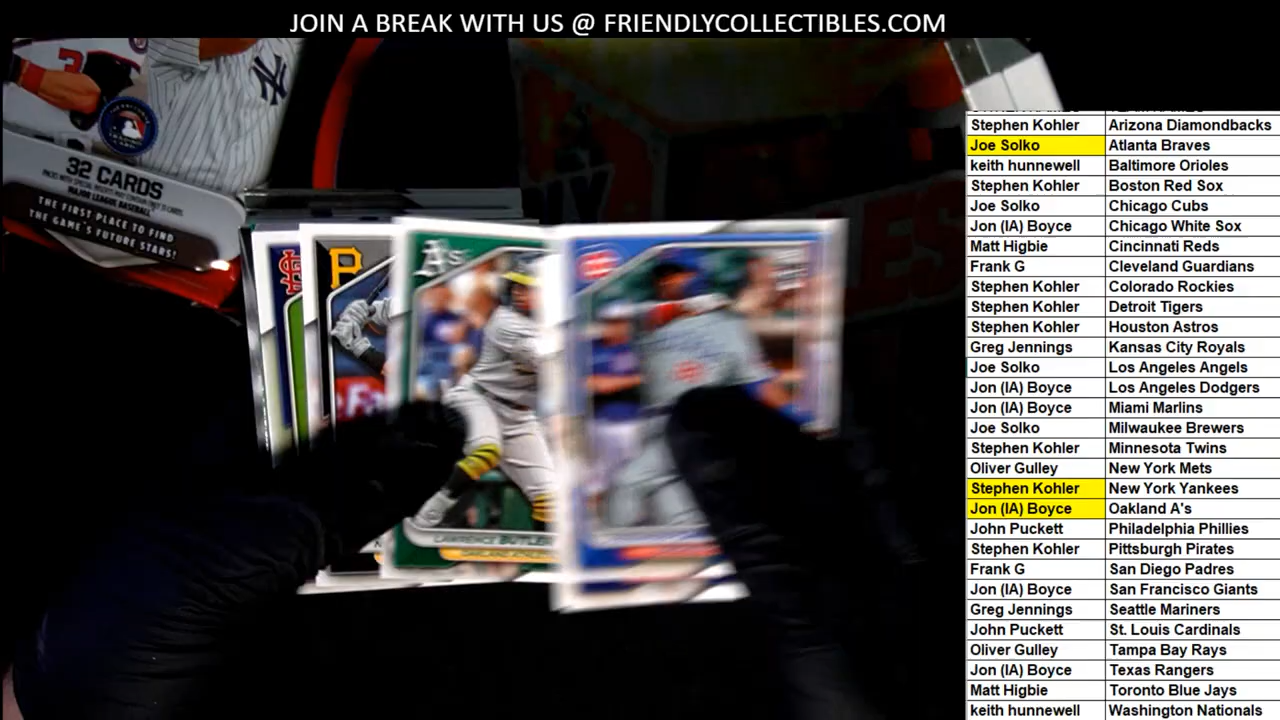 JOIN A BREAK WITH US @ FRIENDLYCOLLECTIBLES.COM
32 CARDS
MAJOR LEAGUE BASEBALL
THE FIRST PLACE TO FIND
THE GAME'S FUTURE STARS!
P
A's
LAWRENCE BUTLER
Stephen Kohler Arizona Diamondbacks
Joe Solko Atlanta Braves
keith hunnewell Baltimore Orioles
Stephen Kohler Boston Red Sox
Joe Solko Chicago Cubs
Jon (IA) Boyce Chicago White Sox
Matt Higbie Cincinnati Reds
Frank G Cleveland Guardians
Stephen Kohler Colorado Rockies
Stephen Kohler Detroit Tigers
Stephen Kohler Houston Astros
Greg Jennings Kansas City Royals
Joe Solko Los Angeles Angels
Jon (IA) Boyce Los Angeles Dodgers
Jon (IA) Boyce Miami Marlins
Joe Solko Milwaukee Brewers
Stephen Kohler Minnesota Twins
Oliver Gulley New York Mets
Stephen Kohler New York Yankees
Jon (IA) Boyce Oakland A's
John Puckett Philadelphia Phillies
Stephen Kohler Pittsburgh Pirates
Frank G San Diego Padres
Jon (IA) Boyce San Francisco Giants
Greg Jennings Seattle Mariners
John Puckett St. Louis Cardinals
Oliver Gulley Tampa Bay Rays
Jon (IA) Boyce Texas Rangers
Matt Higbie Toronto Blue Jays
keith hunnewell Washington Nationals